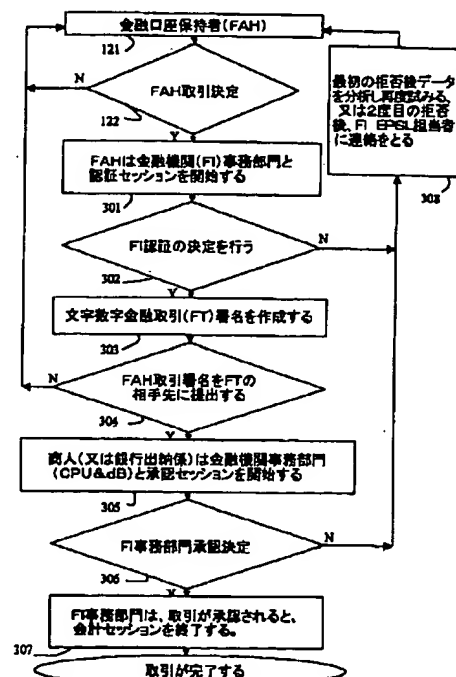 金融口座保持者(FAH)
121
N
FAH取引決定
122
Y
FAHは金融機関(FI)事務部門と
認証セッションを開始する
301
FI認証の決定を行う
N
302
Y
文字数字金融取引(FT)署名を作成する
303
N
FAH取引署名をFTの
相手先に提出する
304
Y
商人(又は銀行出納係)は金融機関事務部門
(CPU&dB)と承認セッションを開始する
305
FI事務部門承認決定
N
306
Y
FI事務部門は、取引が承認されると、
会計セッションを終了する。
307
取引が完了する
最初の拒否後データ
を分析し再度試みる、
又は2度目の拒否
後、FI EPSL担当者
に連絡をとる
308